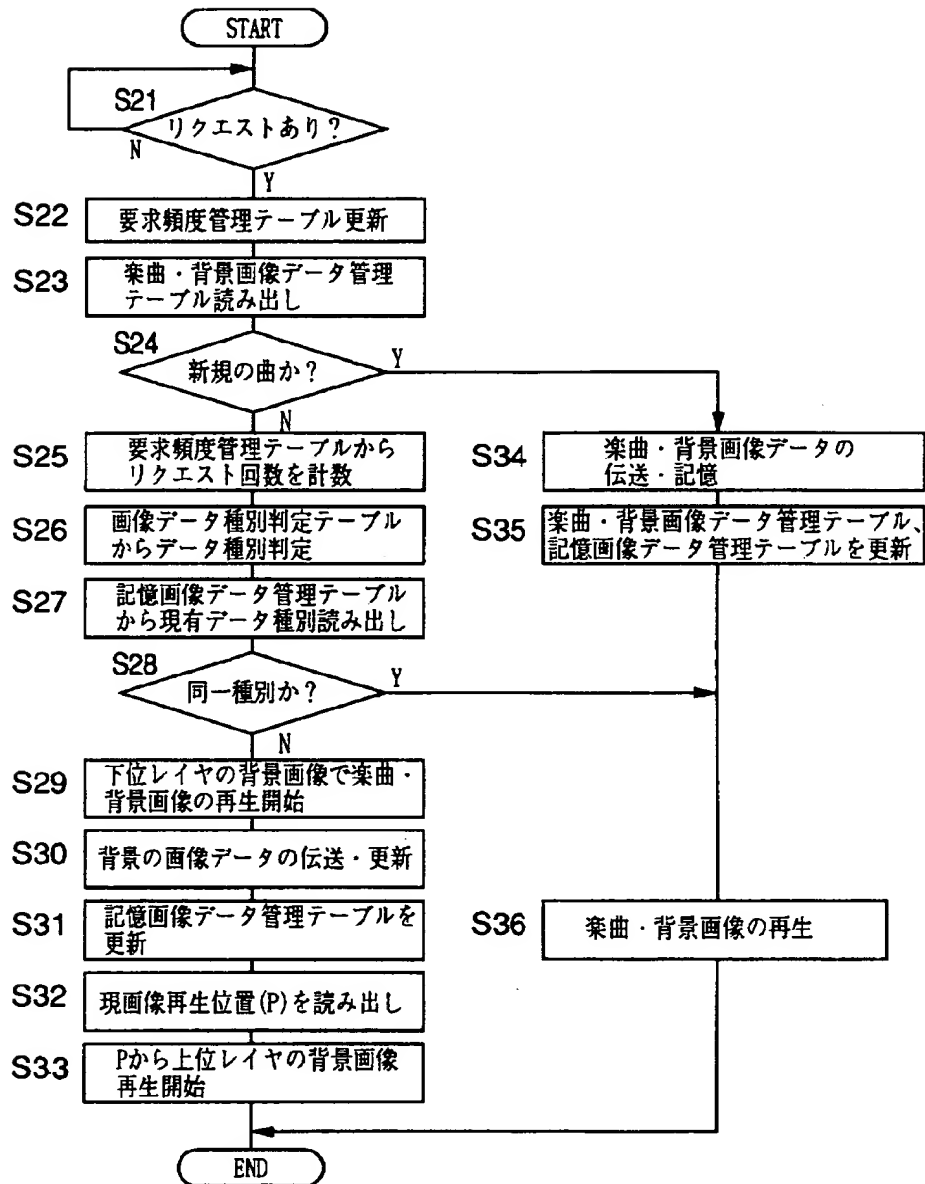 START
S21
リクエストあり?
N
Y
S22
要求頻度管理テーブル更新
S23
楽曲・背景画像データ管理
テーブル読み出し
S24
新規の曲か?
Y
N
S25
要求頻度管理テーブルから
リクエスト回数を計数
S34
楽曲・背景画像データの
伝送・記憶
S26
画像データ種別判定テーブル
からデータ種別判定
S35
楽曲・背景画像データ管理テーブル、
記憶画像データ管理テーブルを更新
S27
記憶画像データ管理テーブル
から現有データ種別読み出し
S28
同一種別か?
Y
N
S29
下位レイヤの背景画像で楽曲・
背景画像の再生開始
S30
背景の画像データの伝送・更新
S31
記憶画像データ管理テーブルを
更新
S36
楽曲・背景画像の再生
S32
現画像再生位置(P)を読み出し
S33
Pから上位レイヤの背景画像
再生開始
END